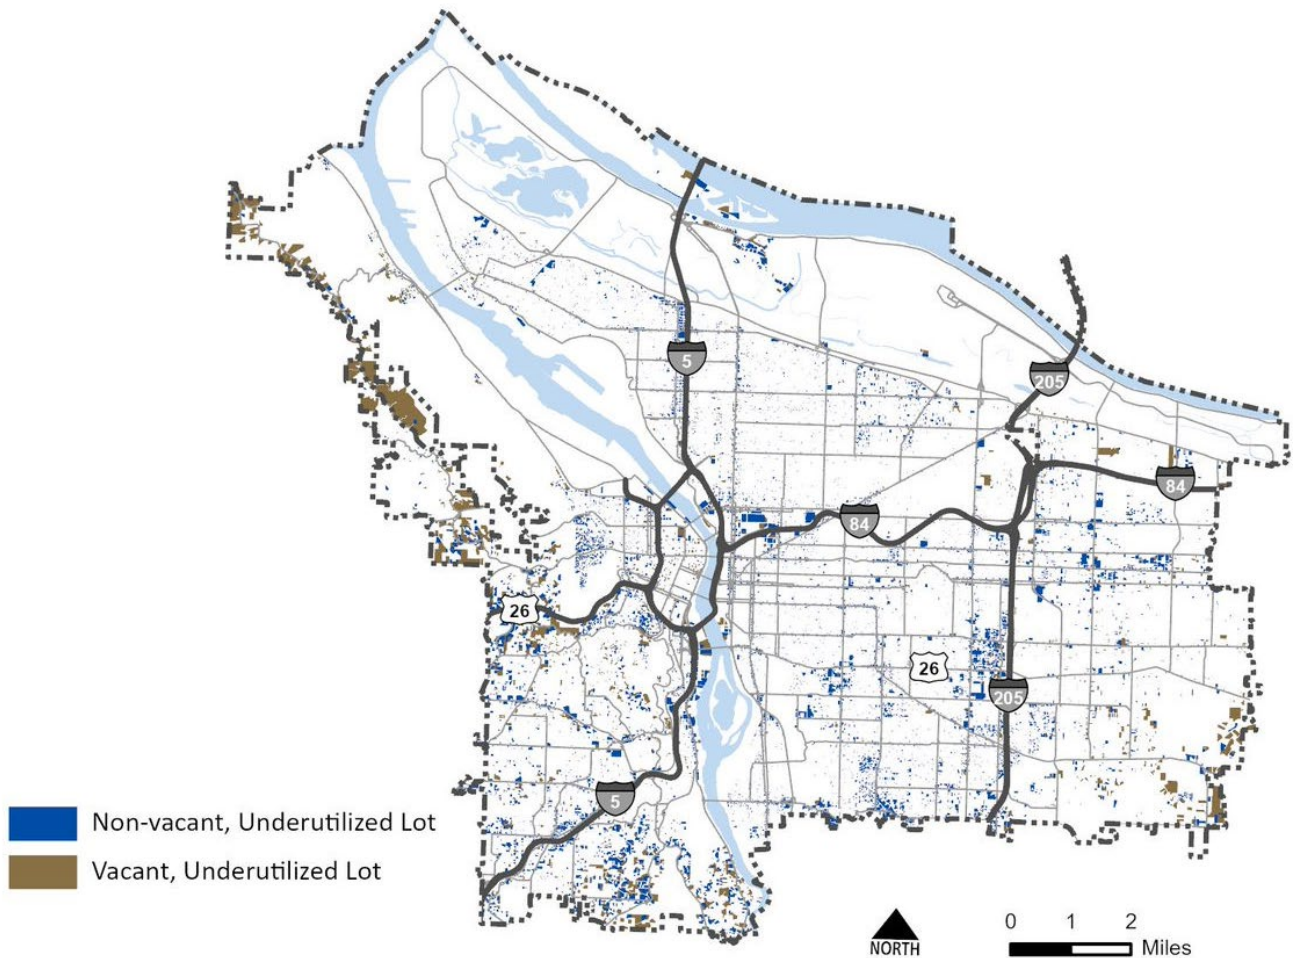 5
205
84
84
26
26
205
5
Non-vacant, Underutilized Lot
Vacant, Underutilized Lot
NORTH
0 1 2
Miles